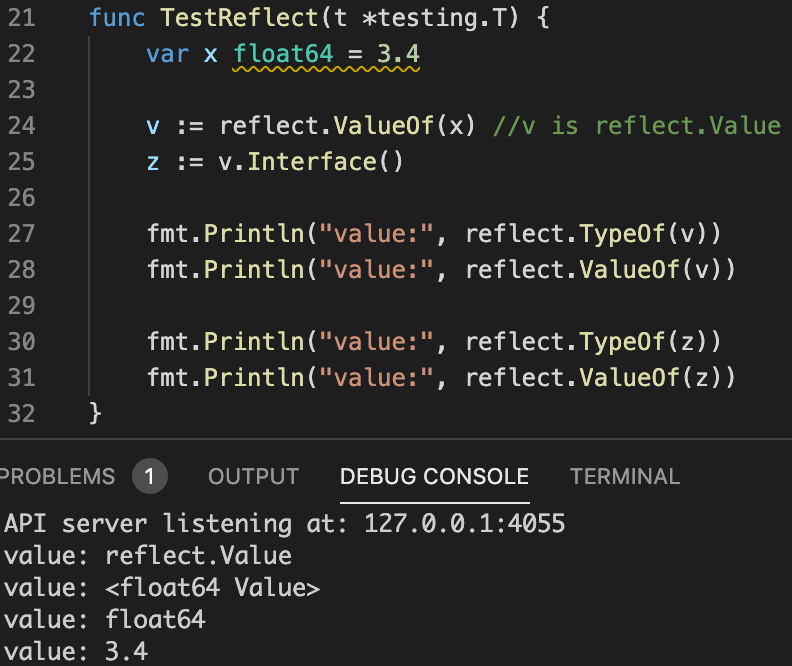 21 func TestReflect(t *testing.T) {
22 var x float64 = 3.4
23
24 v := reflect.ValueOf(x) //v is reflect.Value
25 z := v.Interface()
26
27 fmt.Println("value:", reflect.TypeOf(v))
28 fmt.Println("value:", reflect.ValueOf(v))
29
30 fmt.Println("value:", reflect.TypeOf(z))
31 fmt.Println("value:", reflect.ValueOf(z))
32 }
PROBLEMS 1 OUTPUT DEBUG CONSOLE TERMINAL
API server listening at: 127.0.0.1:4055
value: reflect.Value
value: <float64 Value>
value: float64
value: 3.4